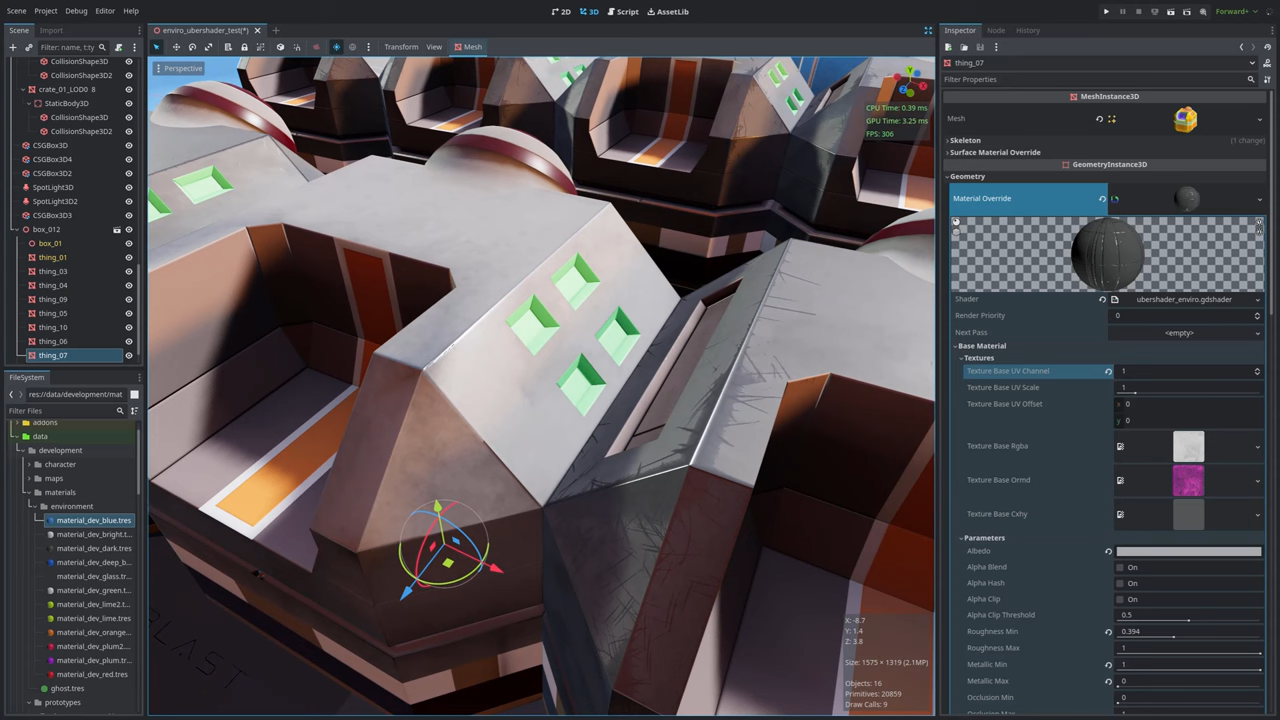 Scene Project Debug Editor Help
2D 3D Script AssetLib
Forward+
Scene Import
Filter: name, t:ty
CollisionShape3D
CollisionShape3D2
crate_01_LOD0 8
StaticBody3D
CollisionShape3D
CollisionShape3D2
CSGBox3D
CSGBox3D4
CSGBox3D2
SpotLight3D
SpotLight3D2
CSGBox3D3
box_012
box_01
thing_01
thing_03
thing_04
thing_09
thing_05
thing_10
thing_06
thing_07
FileSystem
res://data/development/mat
Filter Files
addons
data
development
character
maps
materials
environment
material_dev_blue.tres
material_dev_bright.t...
material_dev_dark.tres
material_dev_deep_b...
material_dev_glass.tr...
material_dev_green.t...
material_dev_lime2.t...
material_dev_lime.tres
material_dev_orange...
material_dev_plum2....
material_dev_plum.tr...
material_dev_red.tres
ghost.tres
prototypes
enviro_ubershader_test(*)
Transform View Mesh
Perspective
Y
Z
CPU Time: 0.39 ms
GPU Time: 3.25 ms
FPS: 306
BLAST
X: -8.7
Y: 1.4
Z: 3.8
Size: 1575 × 1319 (2.1MP)
Objects: 16
Primitives: 20859
Draw Calls: 9
Inspector Node History
thing_07
Filter Properties
MeshInstance3D
Mesh
Skeleton (1 change)
Surface Material Override
GeometryInstance3D
Geometry
Material Override
Shader ubershader_enviro.gdshader
Render Priority 0
Next Pass <empty>
Base Material
Textures
Texture Base UV Channel 1
Texture Base UV Scale 1
Texture Base UV Offset x 0
y 0
Texture Base Rgba
Texture Base Ormd
Texture Base Cxhy
Parameters
Albedo
Alpha Blend On
Alpha Hash On
Alpha Clip On
Alpha Clip Threshold 0.5
Roughness Min 0.394
Roughness Max 1
Metallic Min 1
Metallic Max 0
Occlusion Min 0
Occlusion Max 1